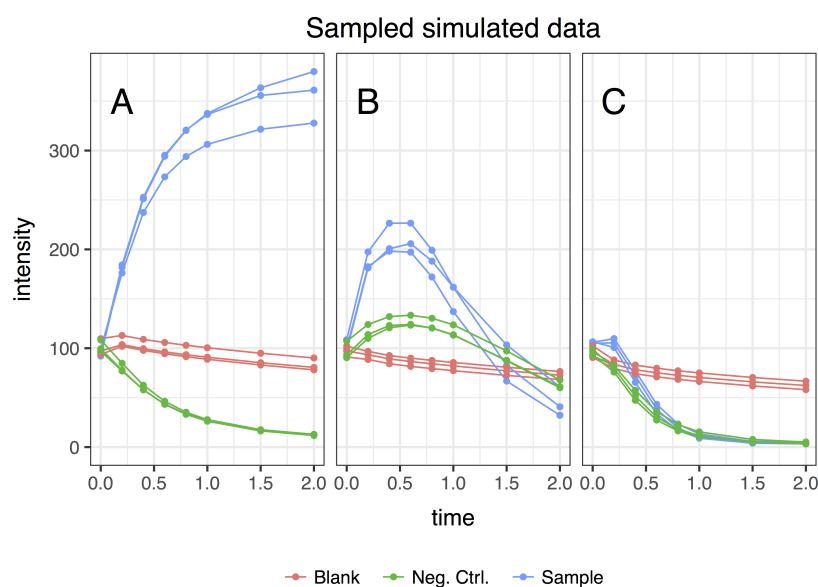 Sampled simulated data
A B C
300
200
100
0
intensity
0.0 0.5 1.0 1.5 2.0 0.0 0.5 1.0 1.5 2.0 0.0 0.5 1.0 1.5 2.0
time
Blank Neg. Ctrl. Sample